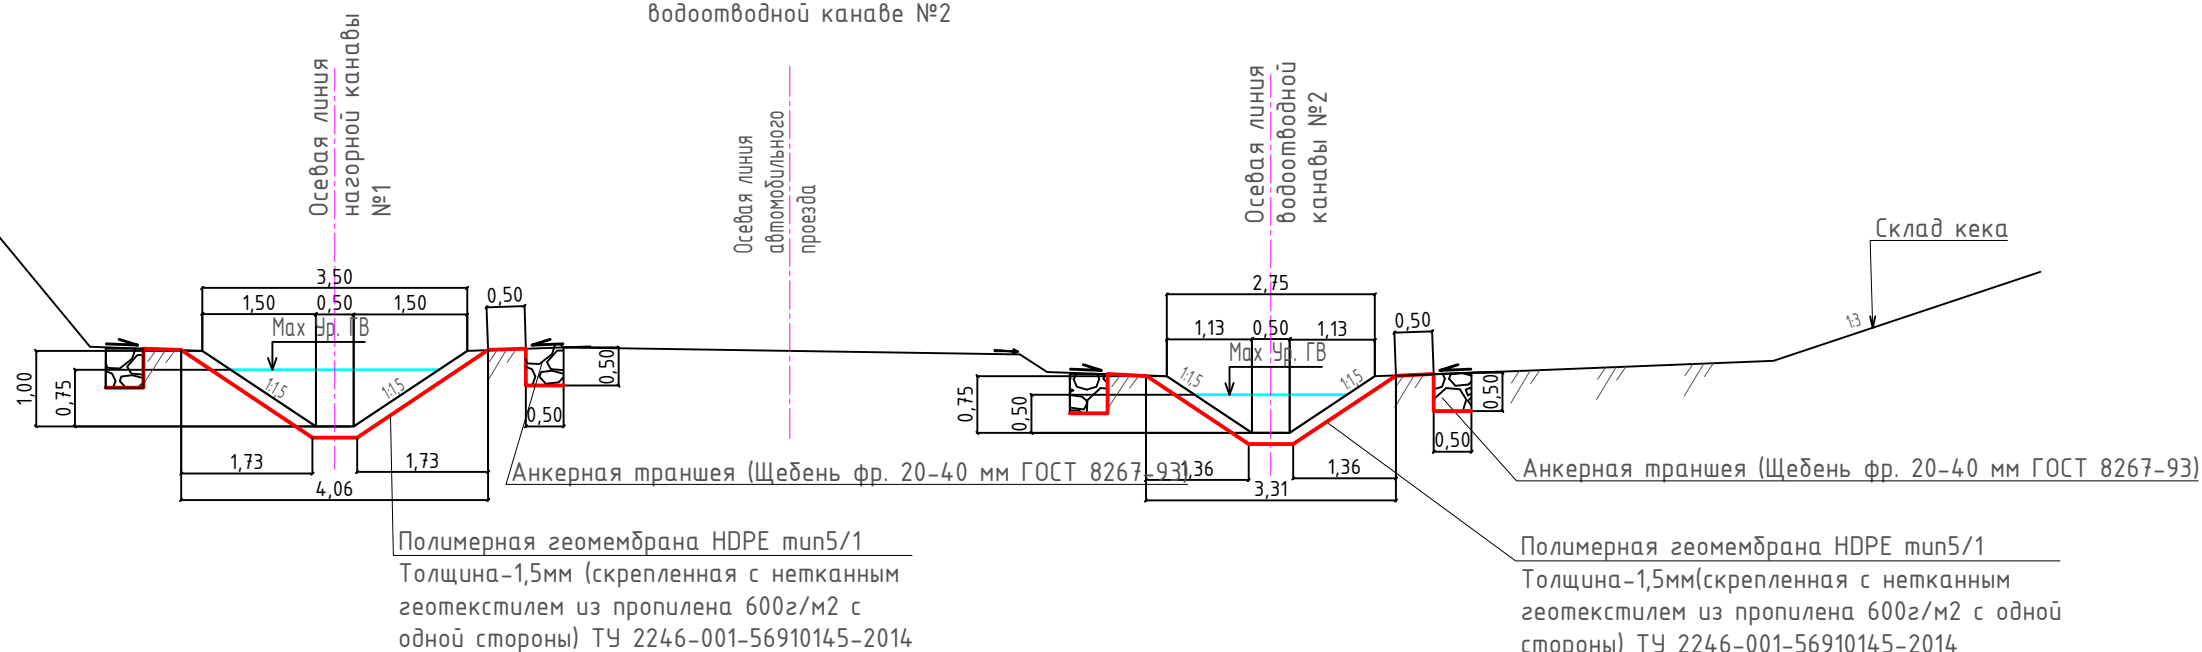 водоотводной канаве №2
Осевая линия
нагорной канавы
№1
Осевая линия
автомобильного
проезда
Осевая линия
водоотводной
канавы №2
Склад кека
1:3
3,50
1,50
0,50
1,50
0,50
Max Ур. ГВ
1:1,5
1:1,5
1,00
0,75
0,50
0,50
1,73
1,73
4,06
2,75
1,13
0,50
1,13
0,50
Max Ур. ГВ
1:1,5
1:1,5
0,75
0,50
0,50
0,50
1,36
1,36
3,31
Анкерная траншея (Щебень фр. 20-40 мм ГОСТ 8267-93)
Анкерная траншея (Щебень фр. 20-40 мм ГОСТ 8267-93)
Полимерная геомембрана HDPE тип5/1
Толщина-1,5мм (скрепленная с нетканным
геотекстилем из пропилена 600г/м2 с
одной стороны) ТУ 2246-001-56910145-2014
Полимерная геомембрана HDPE тип5/1
Толщина-1,5мм(скрепленная с нетканным
геотекстилем из пропилена 600г/м2 с одной
стороны) ТУ 2246-001-56910145-2014